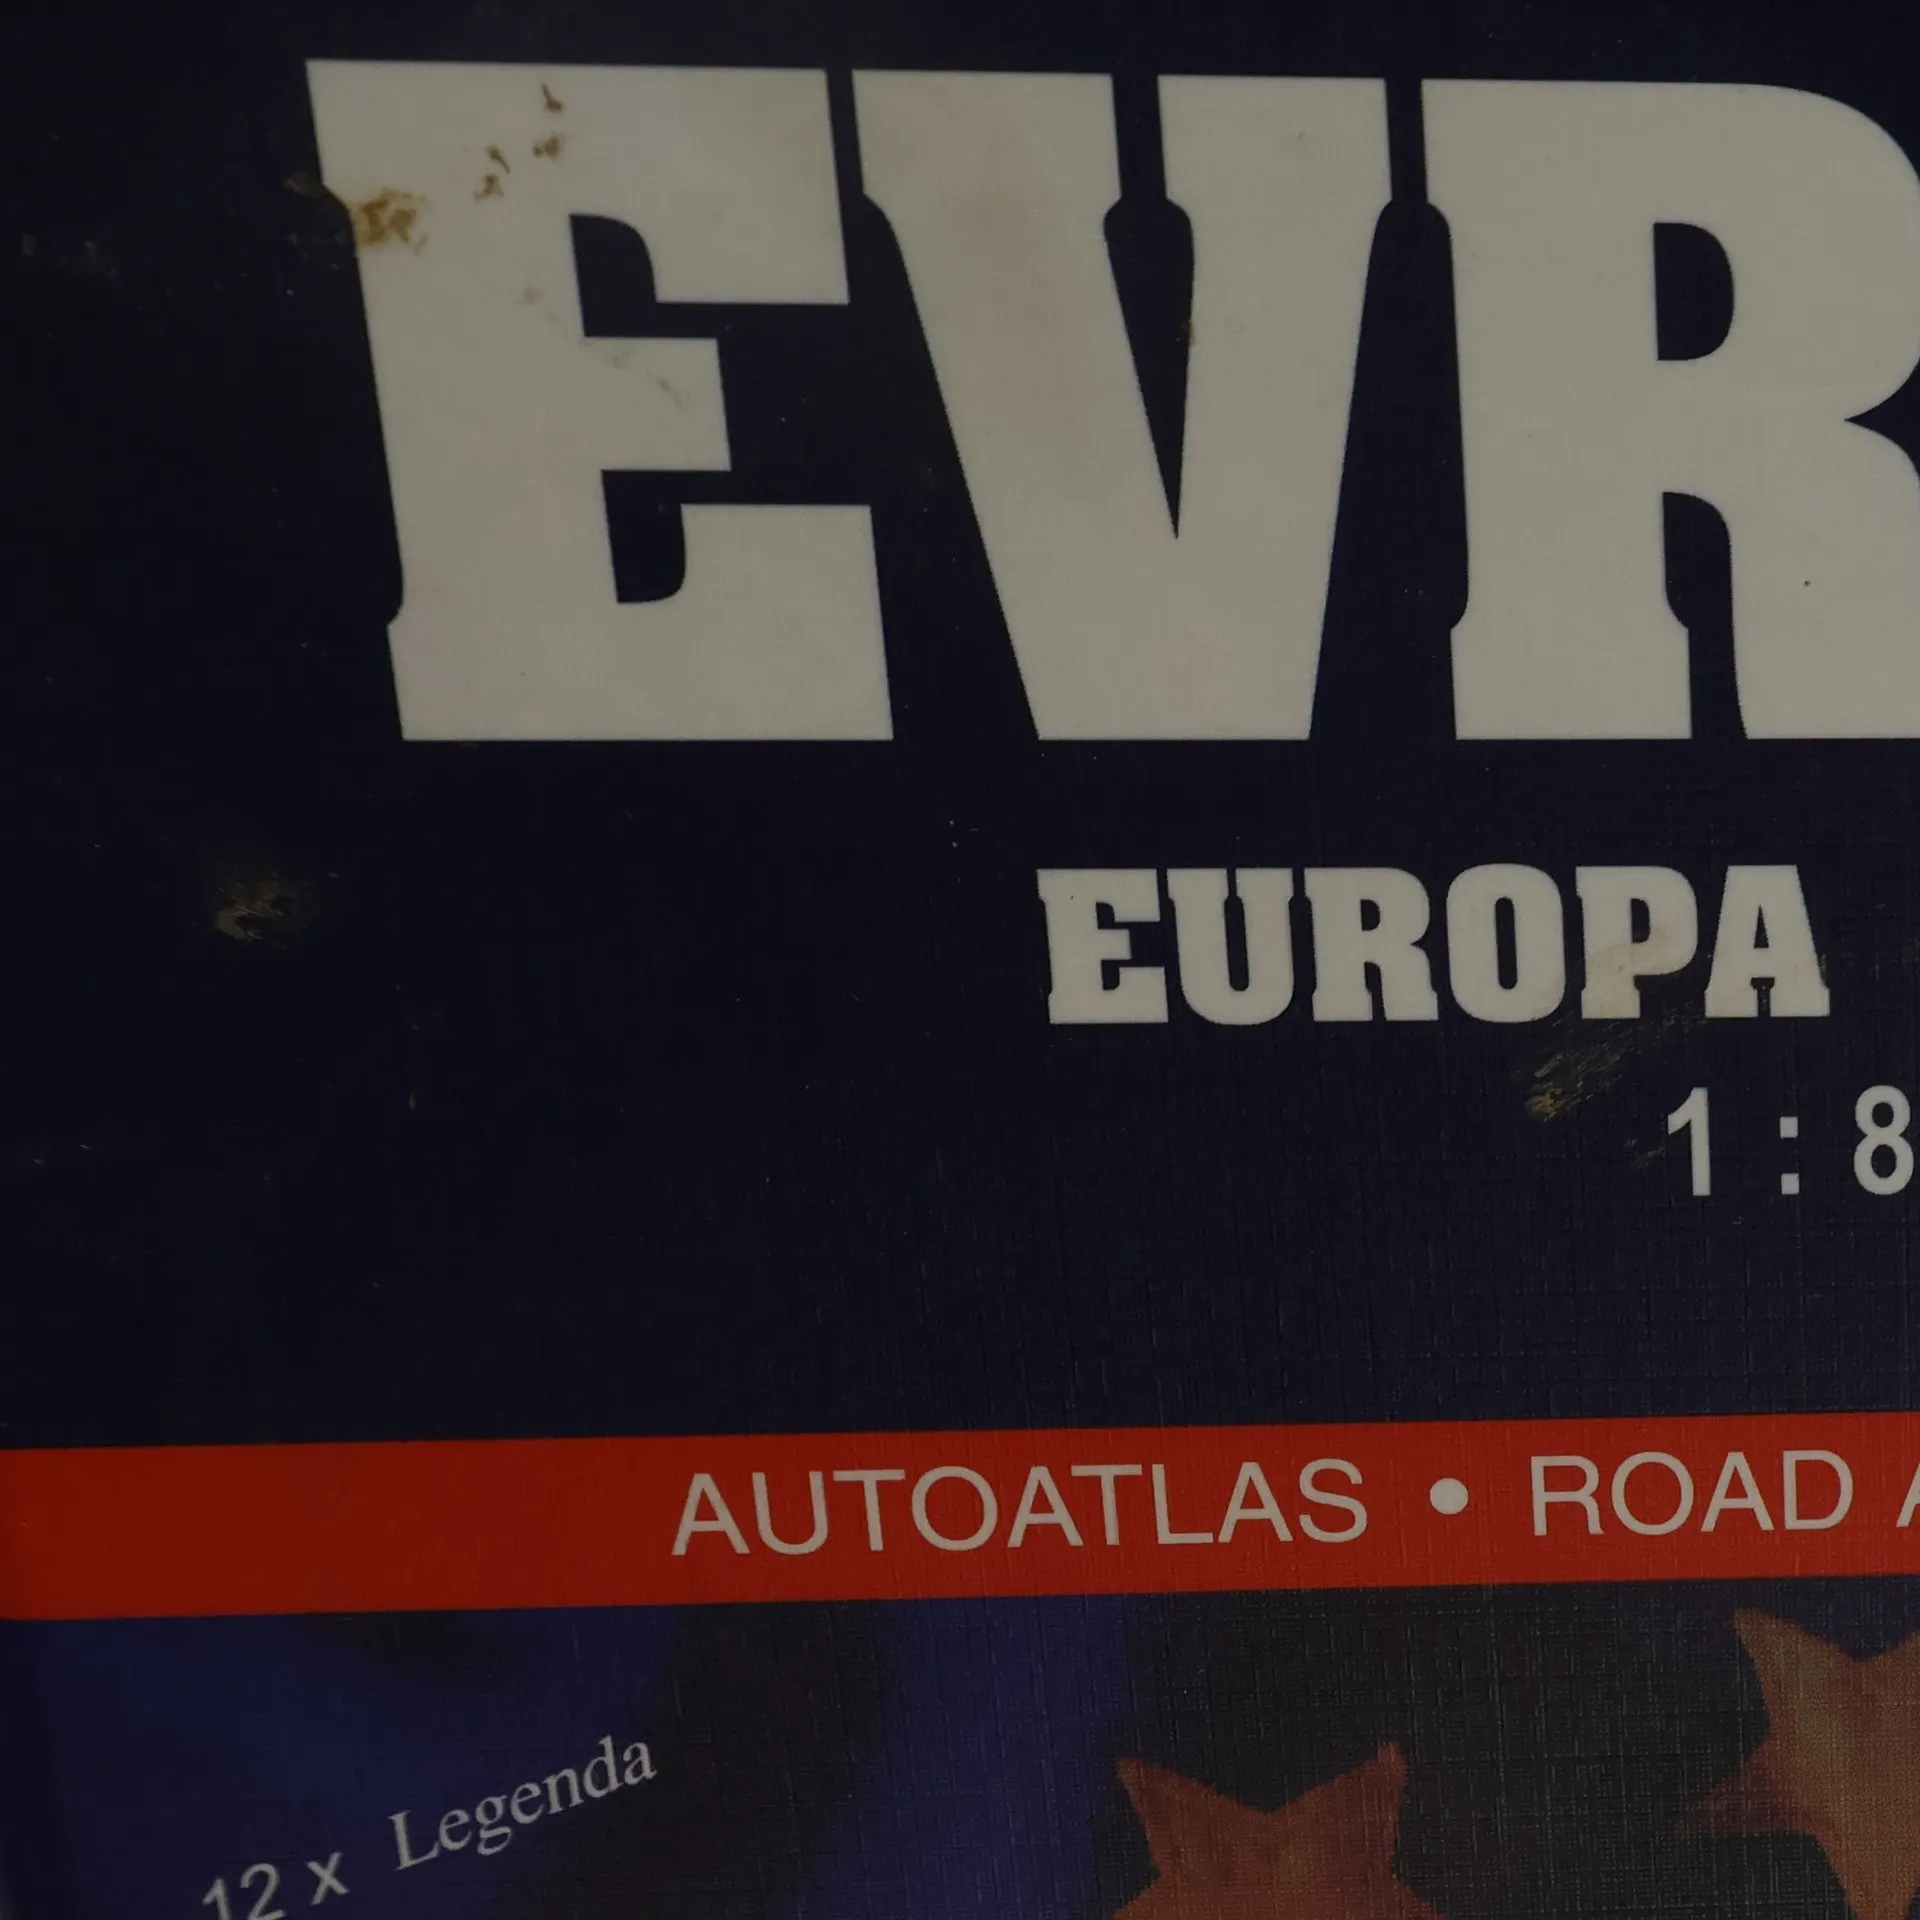 EVR
EUROPA
1 : 8
AUTOATLAS • ROAD A
12 x Legenda